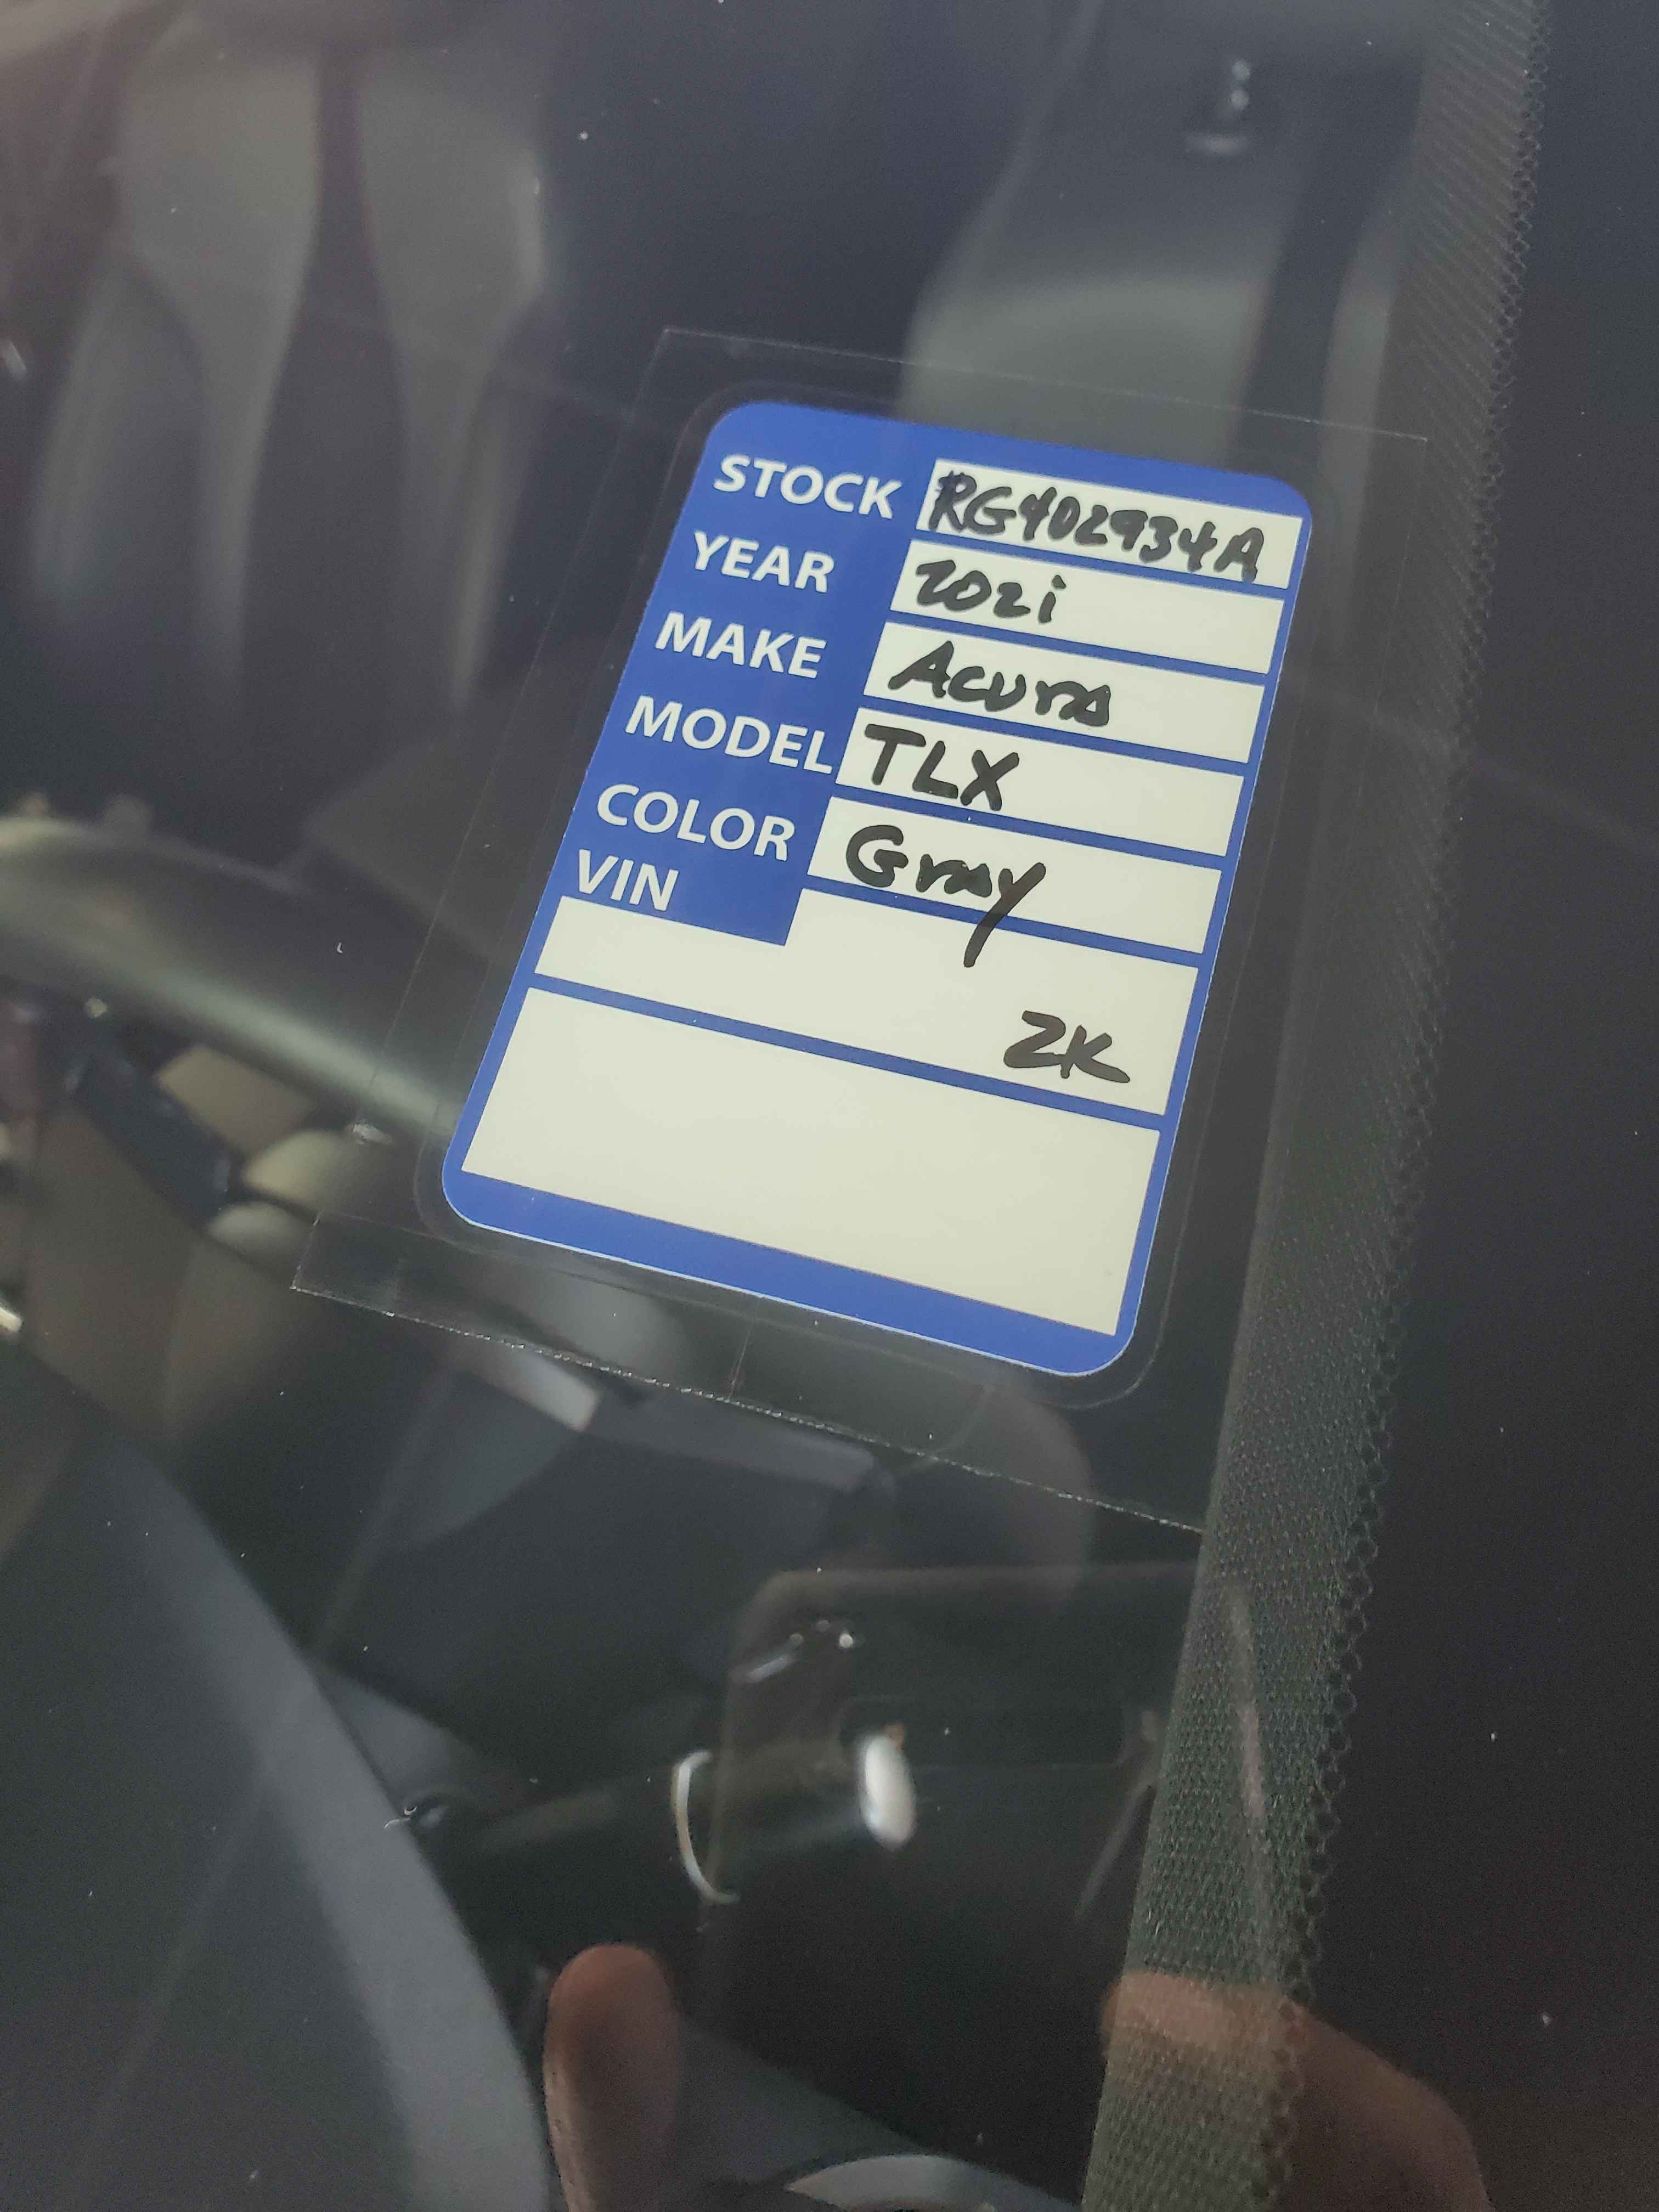 STOCK RG402934A
YEAR 2021
MAKE Acura
MODEL TLX
COLOR Gray
VIN
2K